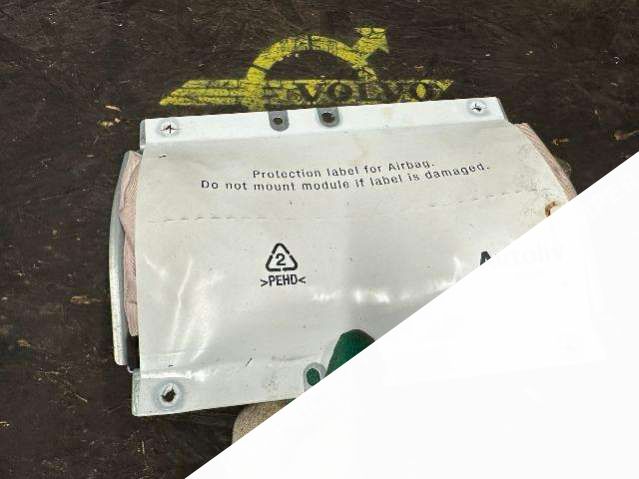 VOLVO
Protection label for Airbag.
Do not mount module if label is damaged.
2
>PEHD<